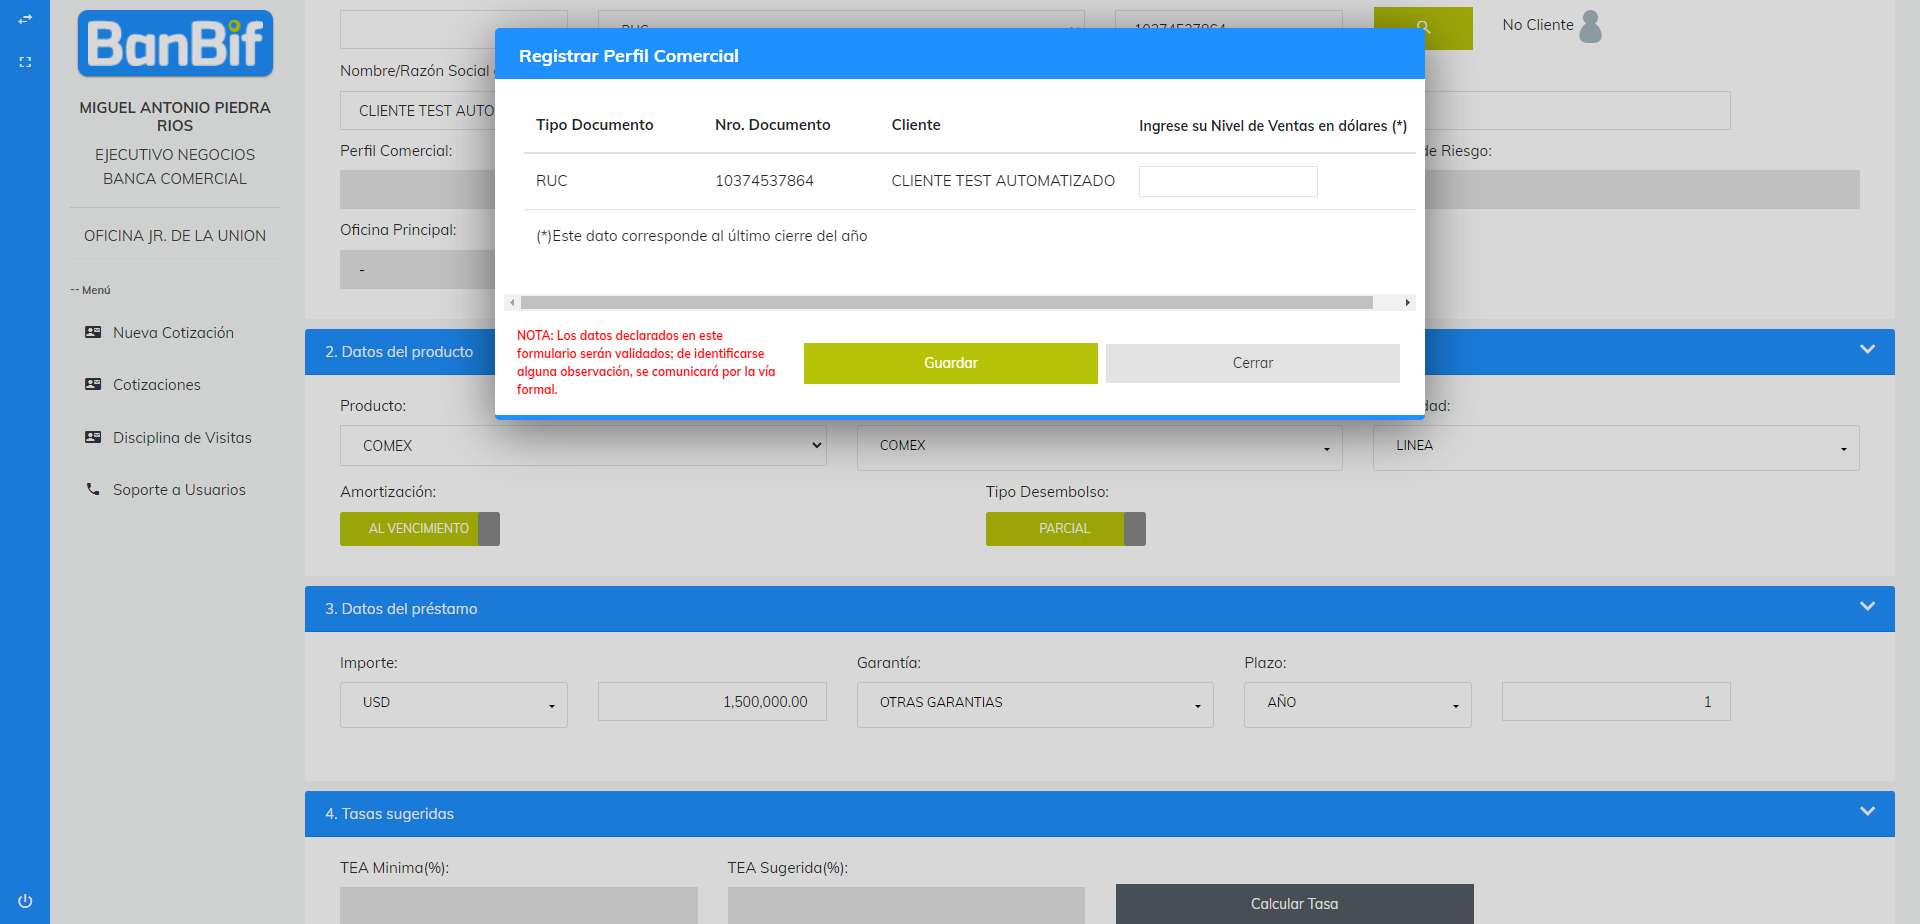 BanBif
MIGUEL ANTONIO PIEDRA
RIOS
EJECUTIVO NEGOCIOS
BANCA COMERCIAL
OFICINA JR. DE LA UNION
-- Menú
Nueva Cotización
Cotizaciones
Disciplina de Visitas
Soporte a Usuarios
No Cliente
Nombre/Razón Social
CLIENTE TEST AUTO
Perfil Comercial:
de Riesgo:
Oficina Principal:
-
Registrar Perfil Comercial
Tipo Documento Nro. Documento Cliente Ingrese su Nivel de Ventas en dólares (*)
RUC 10374537864 CLIENTE TEST AUTOMATIZADO
(*)Este dato corresponde al último cierre del año
NOTA: Los datos declarados en este
formulario serán validados; de identificarse
alguna observación, se comunicará por la vía
formal.
Guardar Cerrar
2. Datos del producto
Producto: dad:
COMEX COMEX LINEA
Amortización: Tipo Desembolso:
AL VENCIMIENTO PARCIAL
3. Datos del préstamo
Importe: Garantía: Plazo:
USD 1,500,000.00 OTRAS GARANTIAS AÑO 1
4. Tasas sugeridas
TEA Minima(%): TEA Sugerida(%):
Calcular Tasa